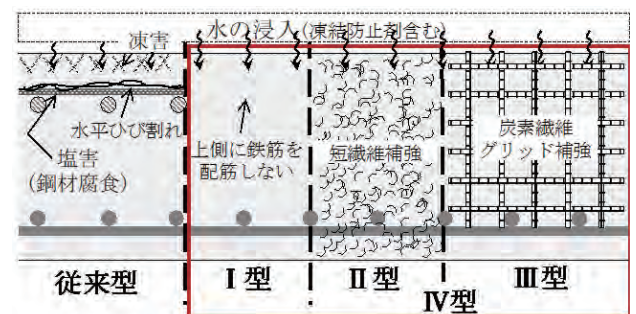 水の浸入(凍結防止剤含む)
凍害
水平ひび割れ
塩害
(鋼材腐食)
上側に鉄筋を
配筋しない
短繊維補強
炭素繊維
グリッド補強
従来型
Ⅰ型
Ⅱ型
Ⅲ型
Ⅳ型